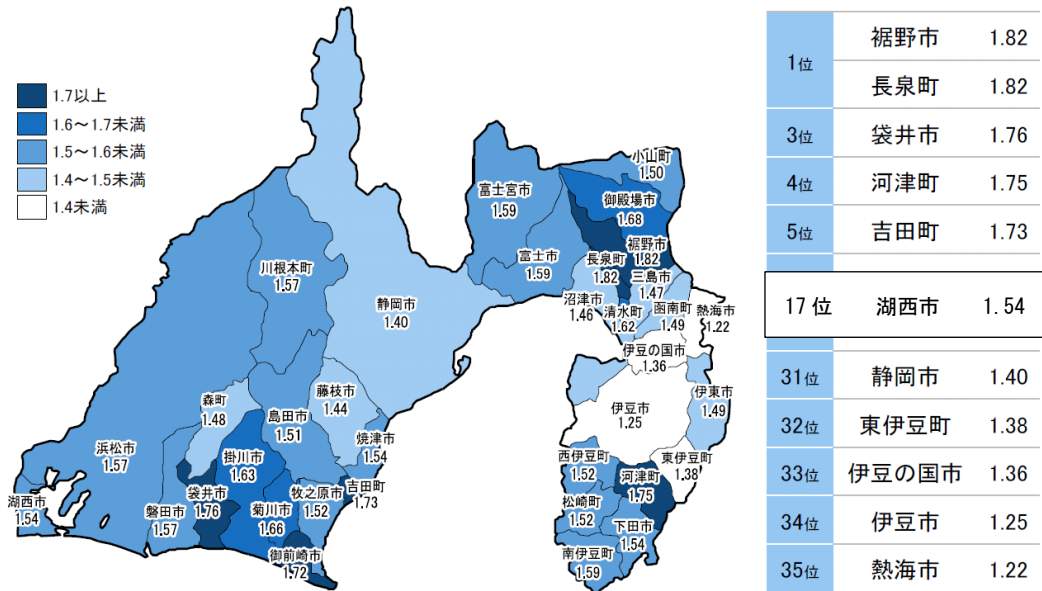 1.7以上
1.6～1.7未満
1.5～1.6未満
1.4～1.5未満
1.4未満
小山町
1.50
富士宮市
1.59
御殿場市
1.68
裾野市
1.82
富士市
1.59
長泉町
1.82
三島市
1.47
川根本町
1.57
静岡市
1.40
沼津市
1.46
清水町
1.62
函南町
1.49
熱海市
1.22
伊豆の国市
1.36
藤枝市
1.44
森町
1.48
島田市
1.51
伊豆市
1.25
伊東市
1.49
浜松市
1.57
掛川市
1.63
焼津市
1.54
西伊豆町
1.52
東伊豆町
1.38
河津町
1.75
湖西市
1.54
磐田市
1.57
袋井市
1.76
菊川市
1.66
牧之原市
1.52
吉田町
1.73
松崎町
1.52
下田市
1.54
御前崎市
1.72
南伊豆町
1.59
1位 裾野市 1.82
長泉町 1.82
3位 袋井市 1.76
4位 河津町 1.75
5位 吉田町 1.73
17位 湖西市 1.54
31位 静岡市 1.40
32位 東伊豆町 1.38
33位 伊豆の国市 1.36
34位 伊豆市 1.25
35位 熱海市 1.22